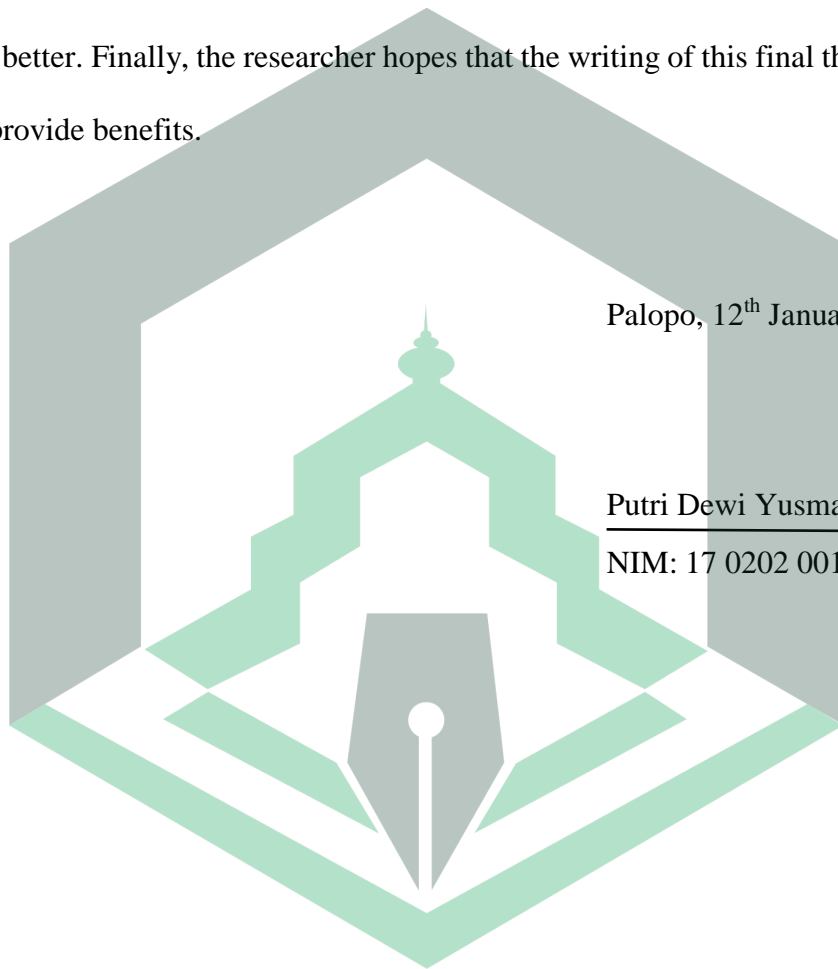 better. Finally, the researcher hopes that the writing of this final th
provide benefits.
Palopo, 12th Janua
Putri Dewi Yusma
NIM: 17 0202 001